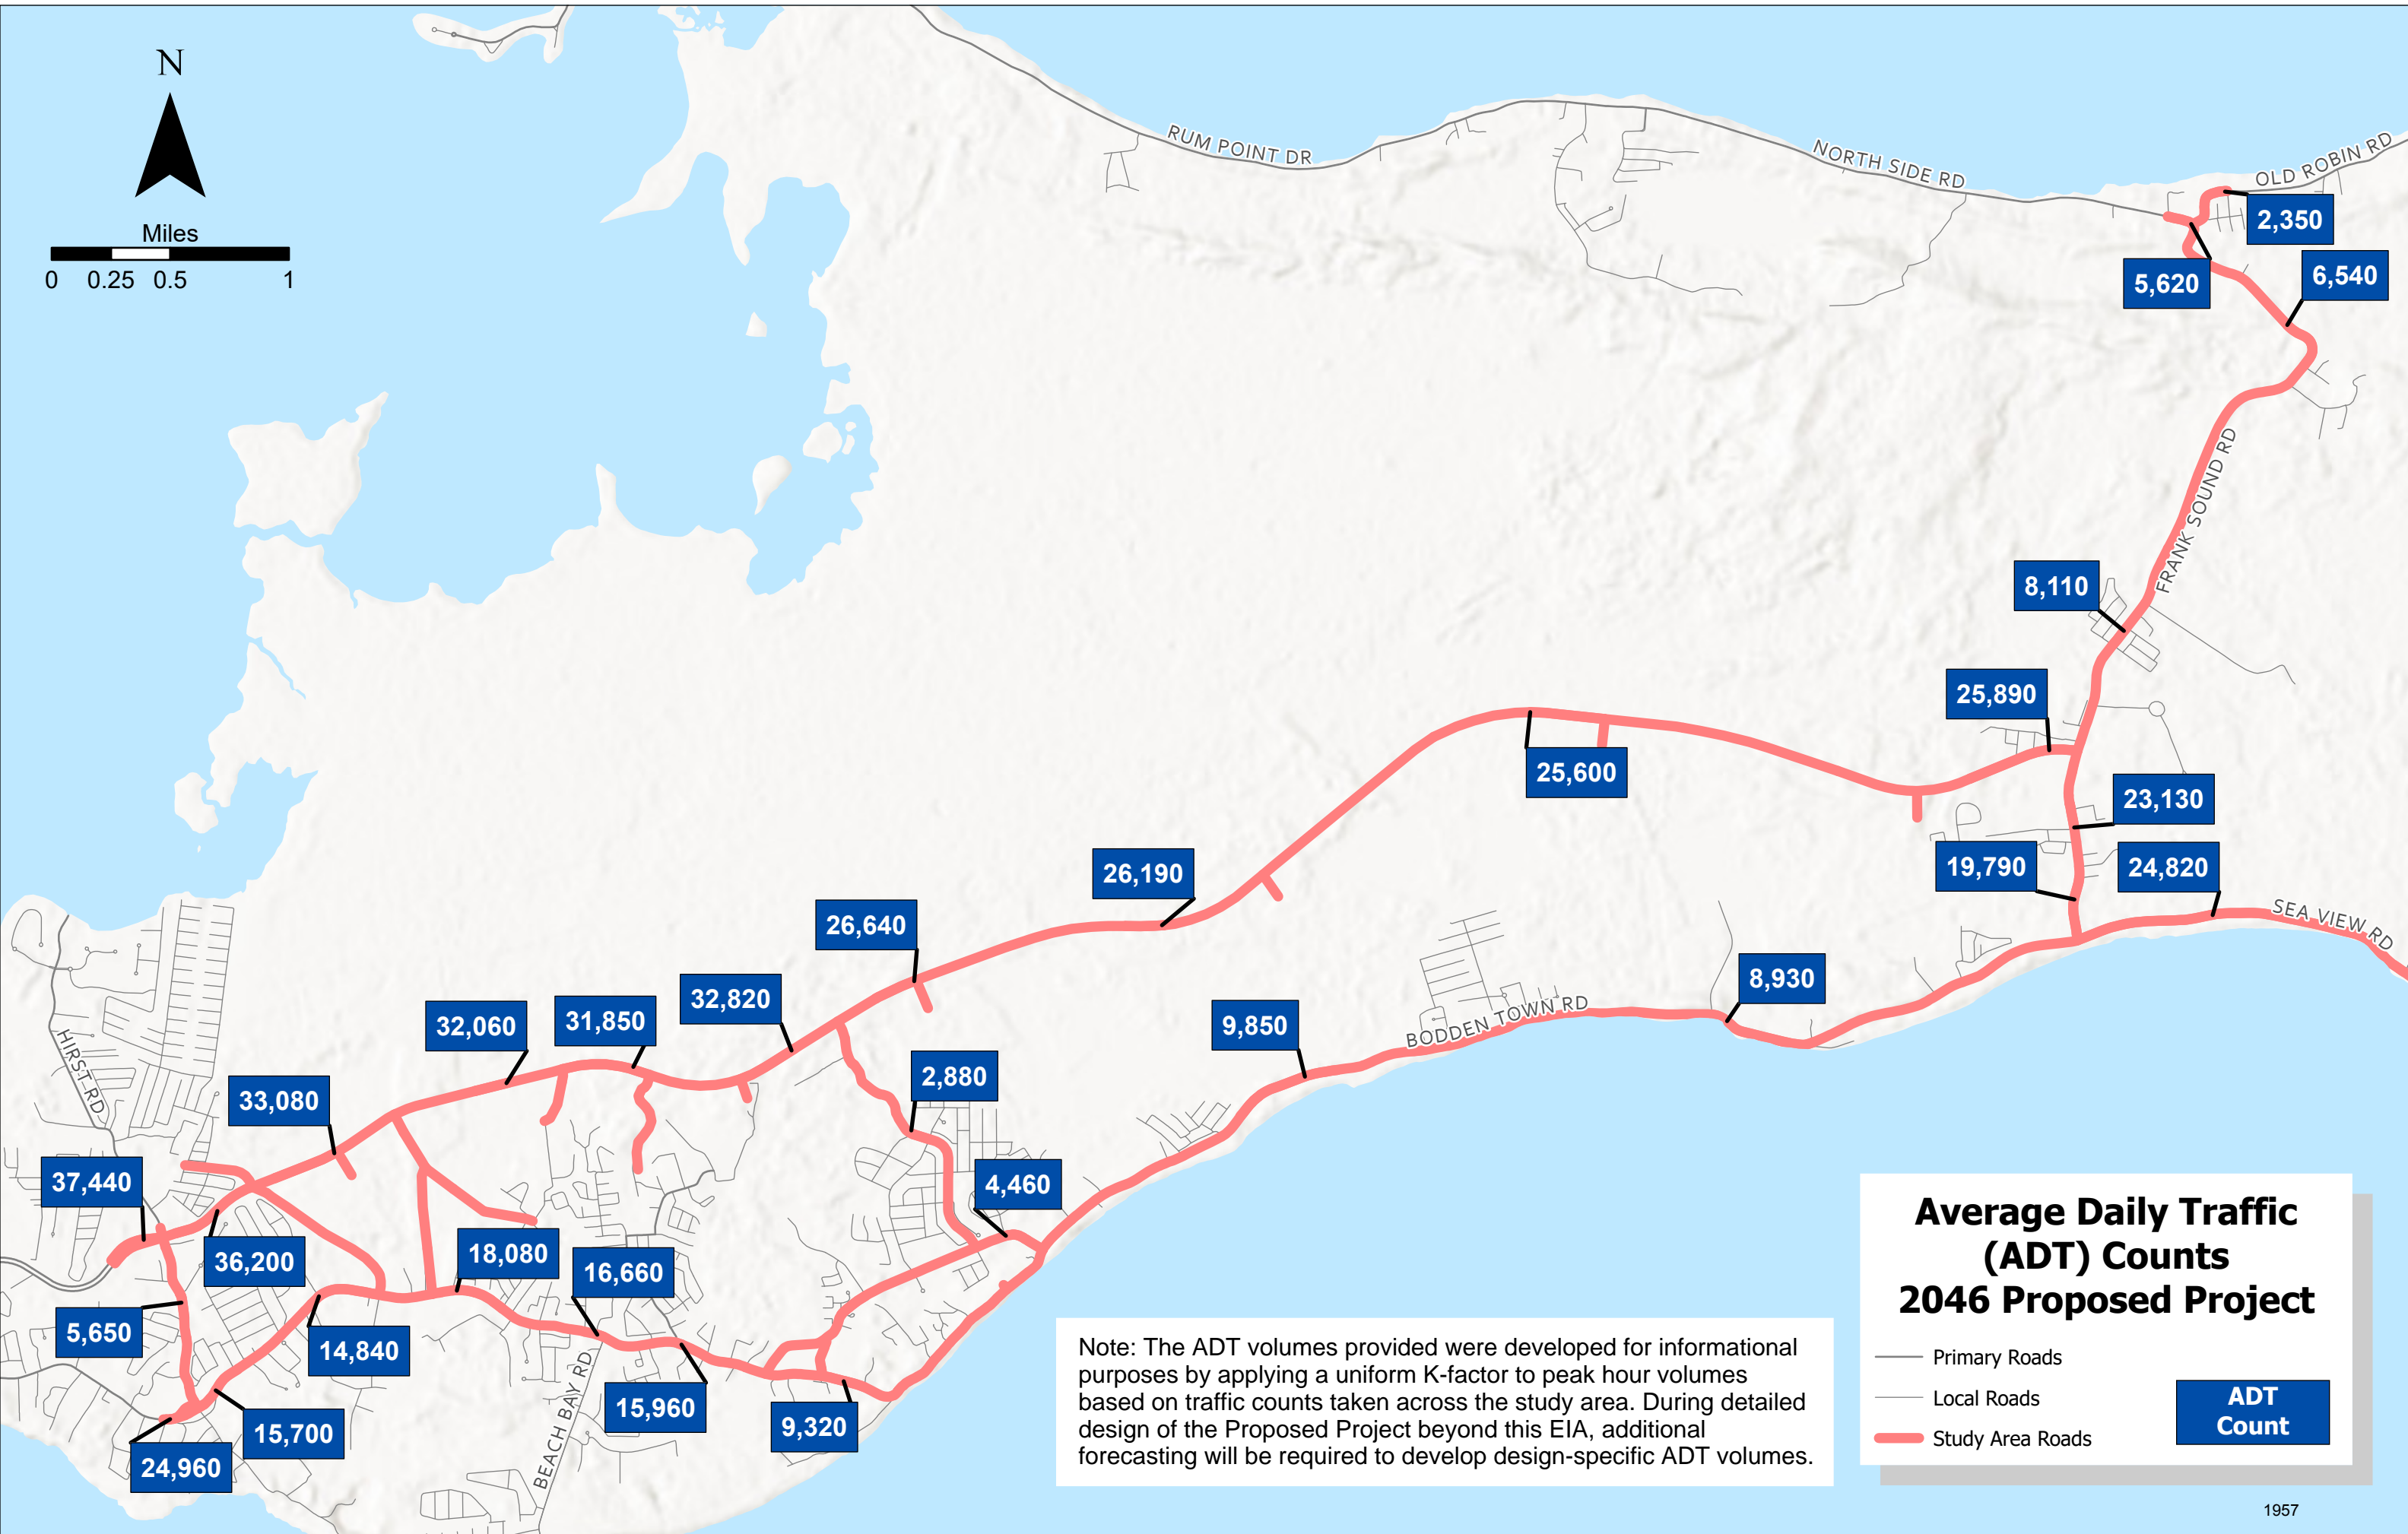 N
Miles
0 0.25 0.5 1
RUM POINT DR
NORTH SIDE RD
OLD ROBIN RD
2,350
5,620
6,540
FRANK SOUND RD
8,110
25,890
25,600
23,130
19,790
24,820
SEA VIEW RD
26,190
26,640
32,820
31,850
32,060
8,930
9,850
BODDEN TOWN RD
HIRST RD
33,080
2,880
4,460
37,440
36,200
18,080
16,660
5,650
14,840
15,960
9,320
15,700
24,960
BEACH BAY RD
Note: The ADT volumes provided were developed for informational
purposes by applying a uniform K-factor to peak hour volumes
based on traffic counts taken across the study area. During detailed
design of the Proposed Project beyond this EIA, additional
forecasting will be required to develop design-specific ADT volumes.
Average Daily Traffic
(ADT) Counts
2046 Proposed Project
Primary Roads
Local Roads
Study Area Roads
ADT
Count
1957